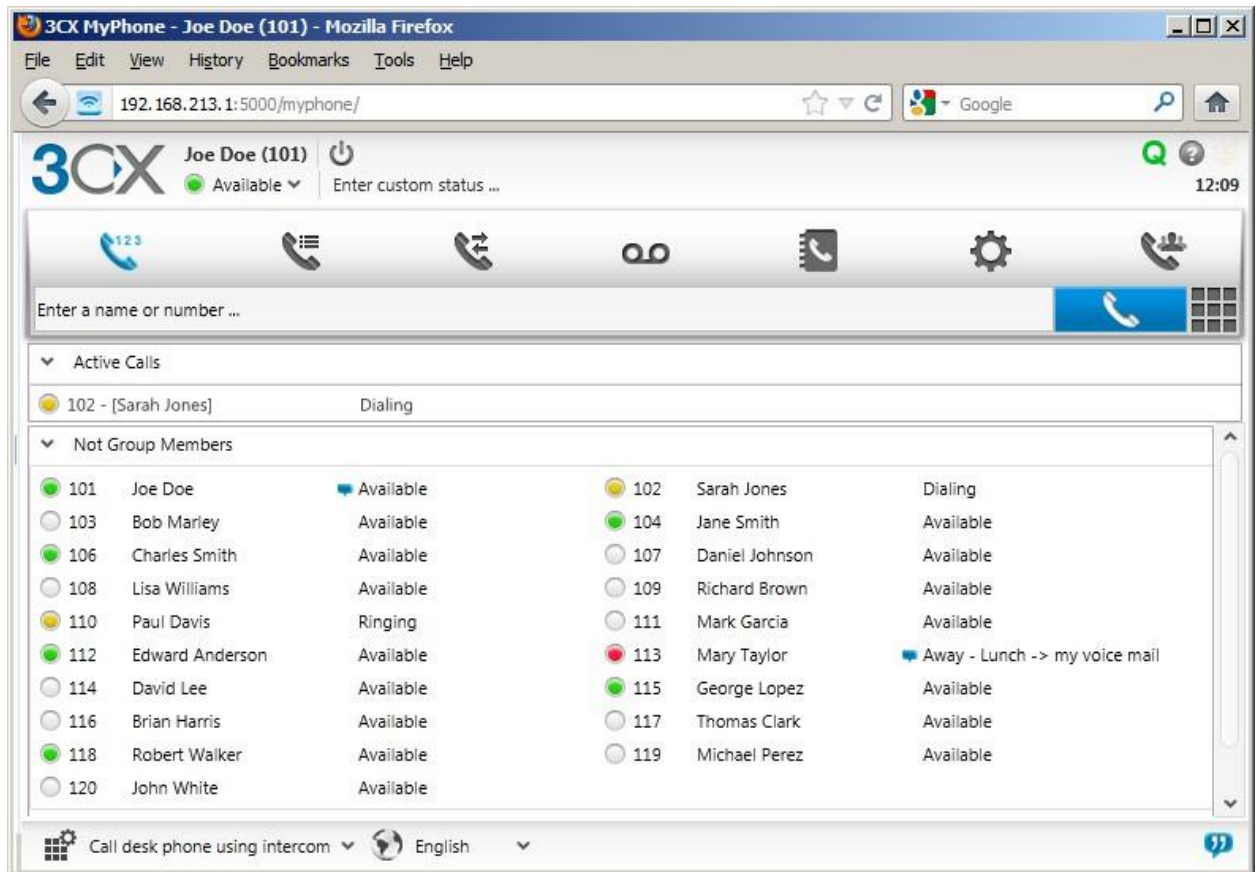 3CX MyPhone - Joe Doe (101) - Mozilla Firefox
File Edit View History Bookmarks Tools Help
192.168.213.1:5000/myphone/ Google
3CX Joe Doe (101) Q ?
Available Enter custom status ... 12:09
123
Enter a name or number ...
Active Calls
102 - [Sarah Jones] Dialing
Not Group Members
101 Joe Doe Available 102 Sarah Jones Dialing
103 Bob Marley Available 104 Jane Smith Available
106 Charles Smith Available 107 Daniel Johnson Available
108 Lisa Williams Available 109 Richard Brown Available
110 Paul Davis Ringing 111 Mark Garcia Available
112 Edward Anderson Available 113 Mary Taylor Away - Lunch -> my voice mail
114 David Lee Available 115 George Lopez Available
116 Brian Harris Available 117 Thomas Clark Available
118 Robert Walker Available 119 Michael Perez Available
120 John White Available
Call desk phone using intercom English